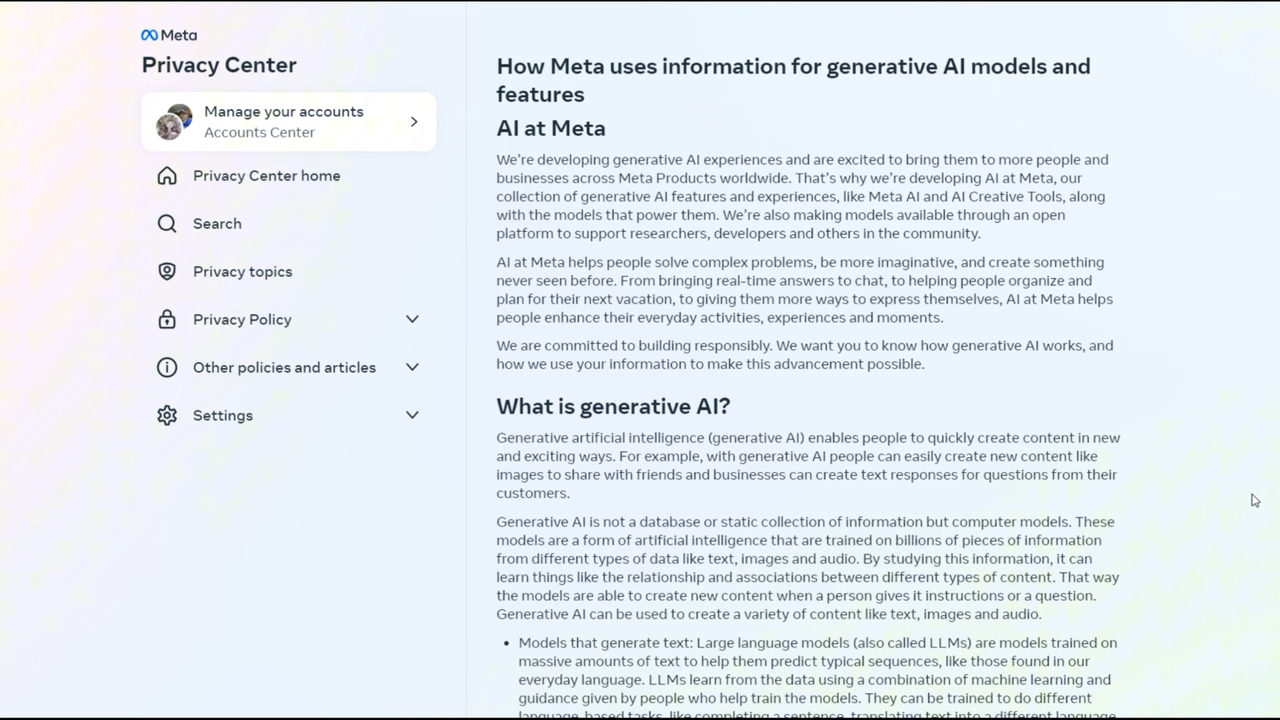 Meta
Privacy Center
Manage your accounts
Accounts Center
Privacy Center home
Search
Privacy topics
Privacy Policy
Other policies and articles
Settings
How Meta uses information for generative AI models and
features
AI at Meta
We’re developing generative AI experiences and are excited to bring them to more people and
businesses across Meta Products worldwide. That’s why we’re developing AI at Meta, our
collection of generative AI features and experiences, like Meta AI and AI Creative Tools, along
with the models that power them. We’re also making models available through an open
platform to support researchers, developers and others in the community.
AI at Meta helps people solve complex problems, be more imaginative, and create something
never seen before. From bringing real-time answers to chat, to helping people organize and
plan for their next vacation, to giving them more ways to express themselves, AI at Meta helps
people enhance their everyday activities, experiences and moments.
We are committed to building responsibly. We want you to know how generative AI works, and
how we use your information to make this advancement possible.
What is generative AI?
Generative artificial intelligence (generative AI) enables people to quickly create content in new
and exciting ways. For example, with generative AI people can easily create new content like
images to share with friends and businesses can create text responses for questions from their
customers.
Generative AI is not a database or static collection of information but computer models. These
models are a form of artificial intelligence that are trained on billions of pieces of information
from different types of data like text, images and audio. By studying this information, it can
learn things like the relationship and associations between different types of content. That way
the models are able to create new content when a person gives it instructions or a question.
Generative AI can be used to create a variety of content like text, images and audio.
• Models that generate text: Large language models (also called LLMs) are models trained on
massive amounts of text to help them predict typical sequences, like those found in our
everyday language. LLMs learn from the data using a combination of machine learning and
guidance given by people who help train the models. They can be trained to do different
language-based tasks, like completing a sentence, translating text into a different language